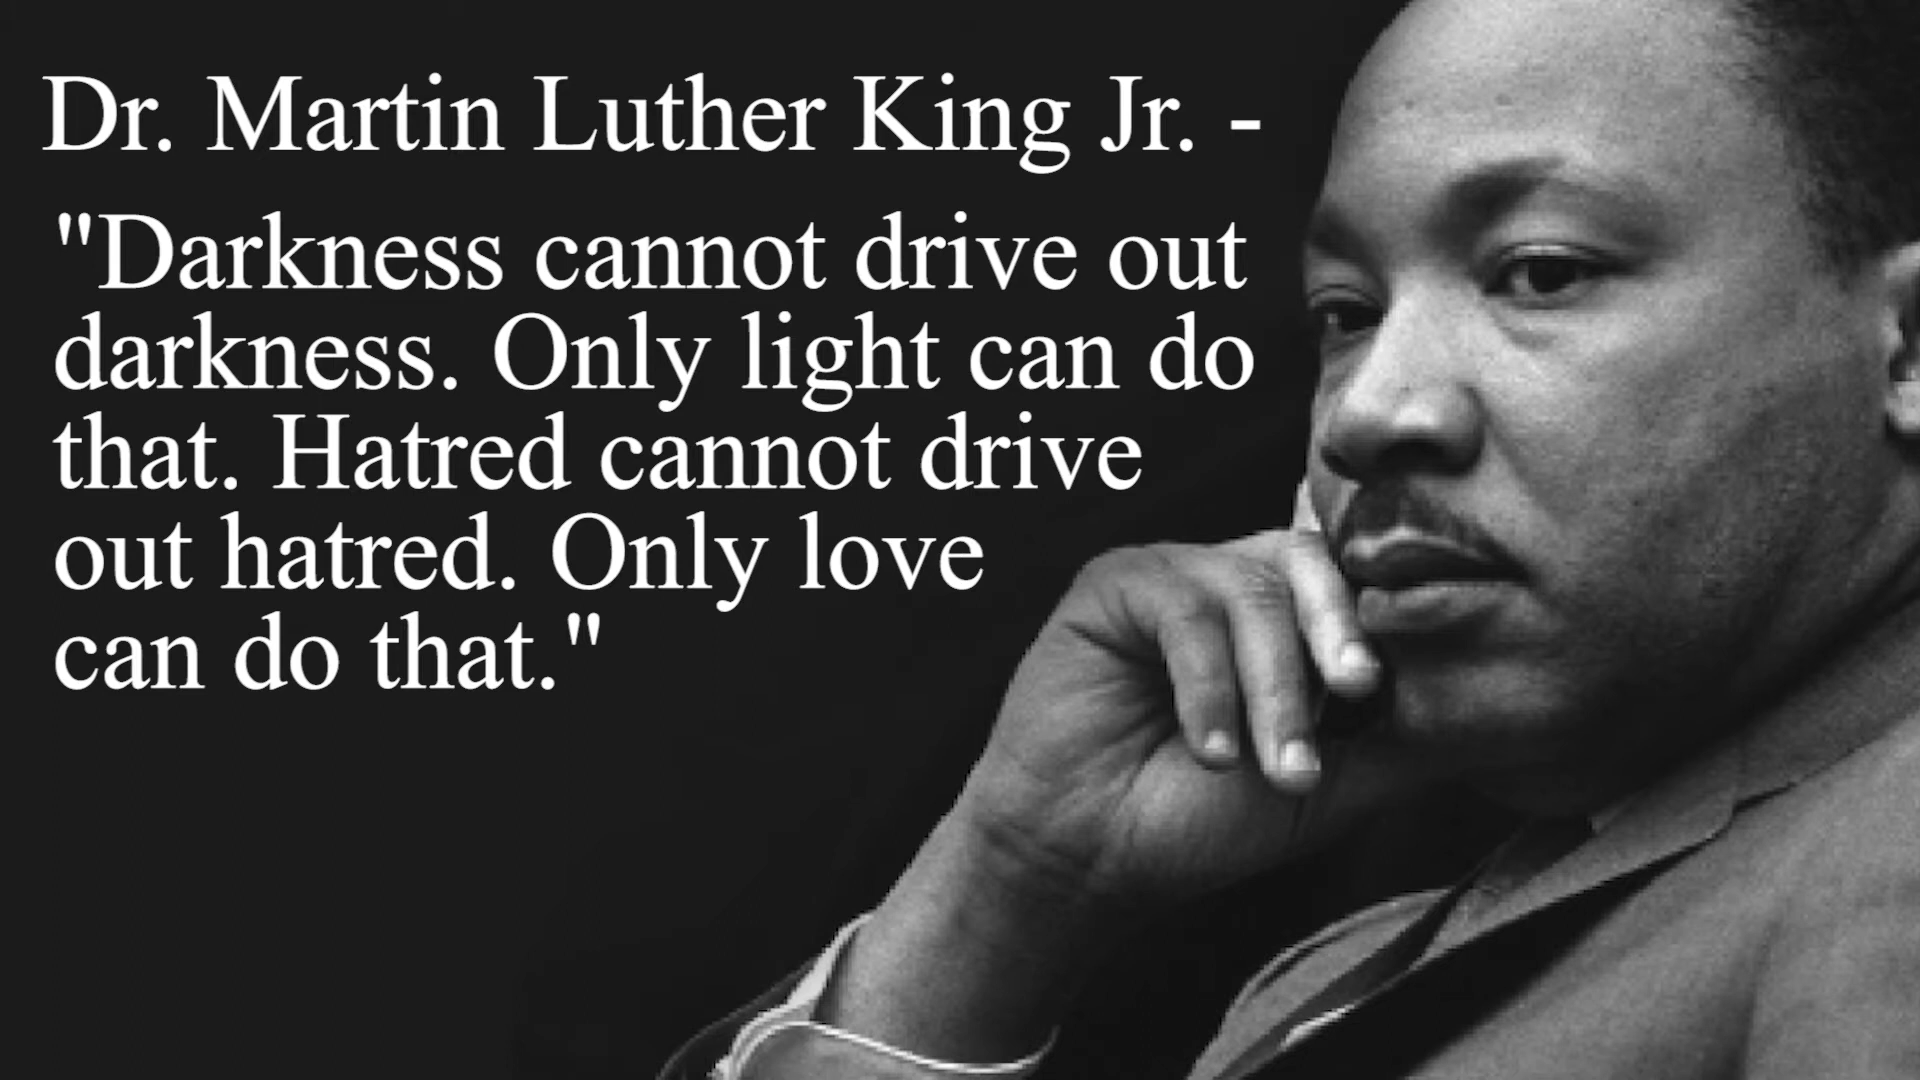 Dr. Martin Luther King Jr. -
"Darkness cannot drive out
darkness. Only light can do
that. Hatred cannot drive
out hatred. Only love
can do that."